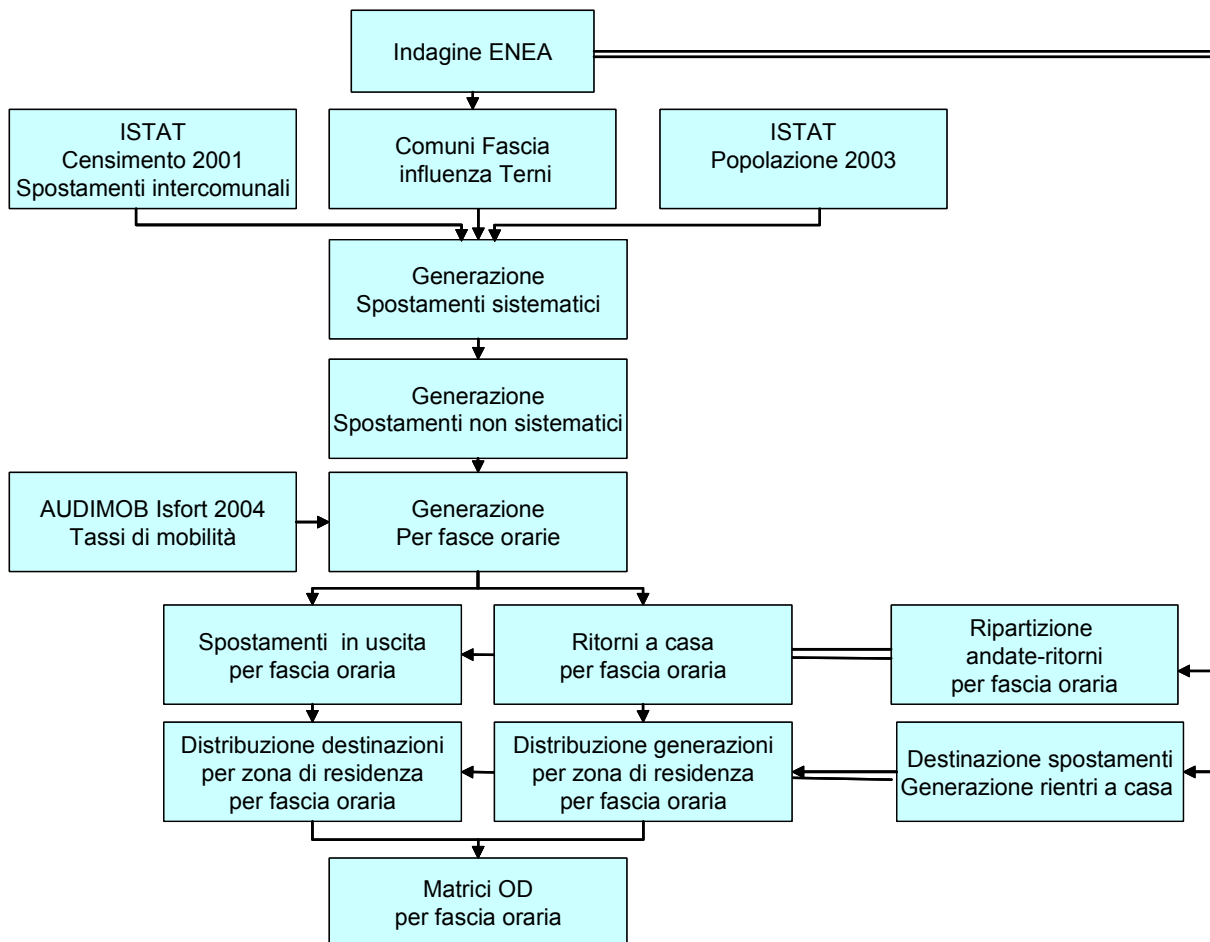 Indagine ENEA
ISTAT
Censimento 2001
Spostamenti intercomunali
Comuni Fascia
influenza Terni
ISTAT
Popolazione 2003
Generazione
Spostamenti sistematici
Generazione
Spostamenti non sistematici
AUDIMOB Isfort 2004
Tassi di mobilità
Generazione
Per fasce orarie
Spostamenti in uscita
per fascia oraria
Ritorni a casa
per fascia oraria
Ripartizione
andate-ritorni
per fascia oraria
Distribuzione destinazioni
per zona di residenza
per fascia oraria
Distribuzione generazioni
per zona di residenza
per fascia oraria
Destinazione spostamenti
Generazione rientri a casa
Matrici OD
per fascia oraria